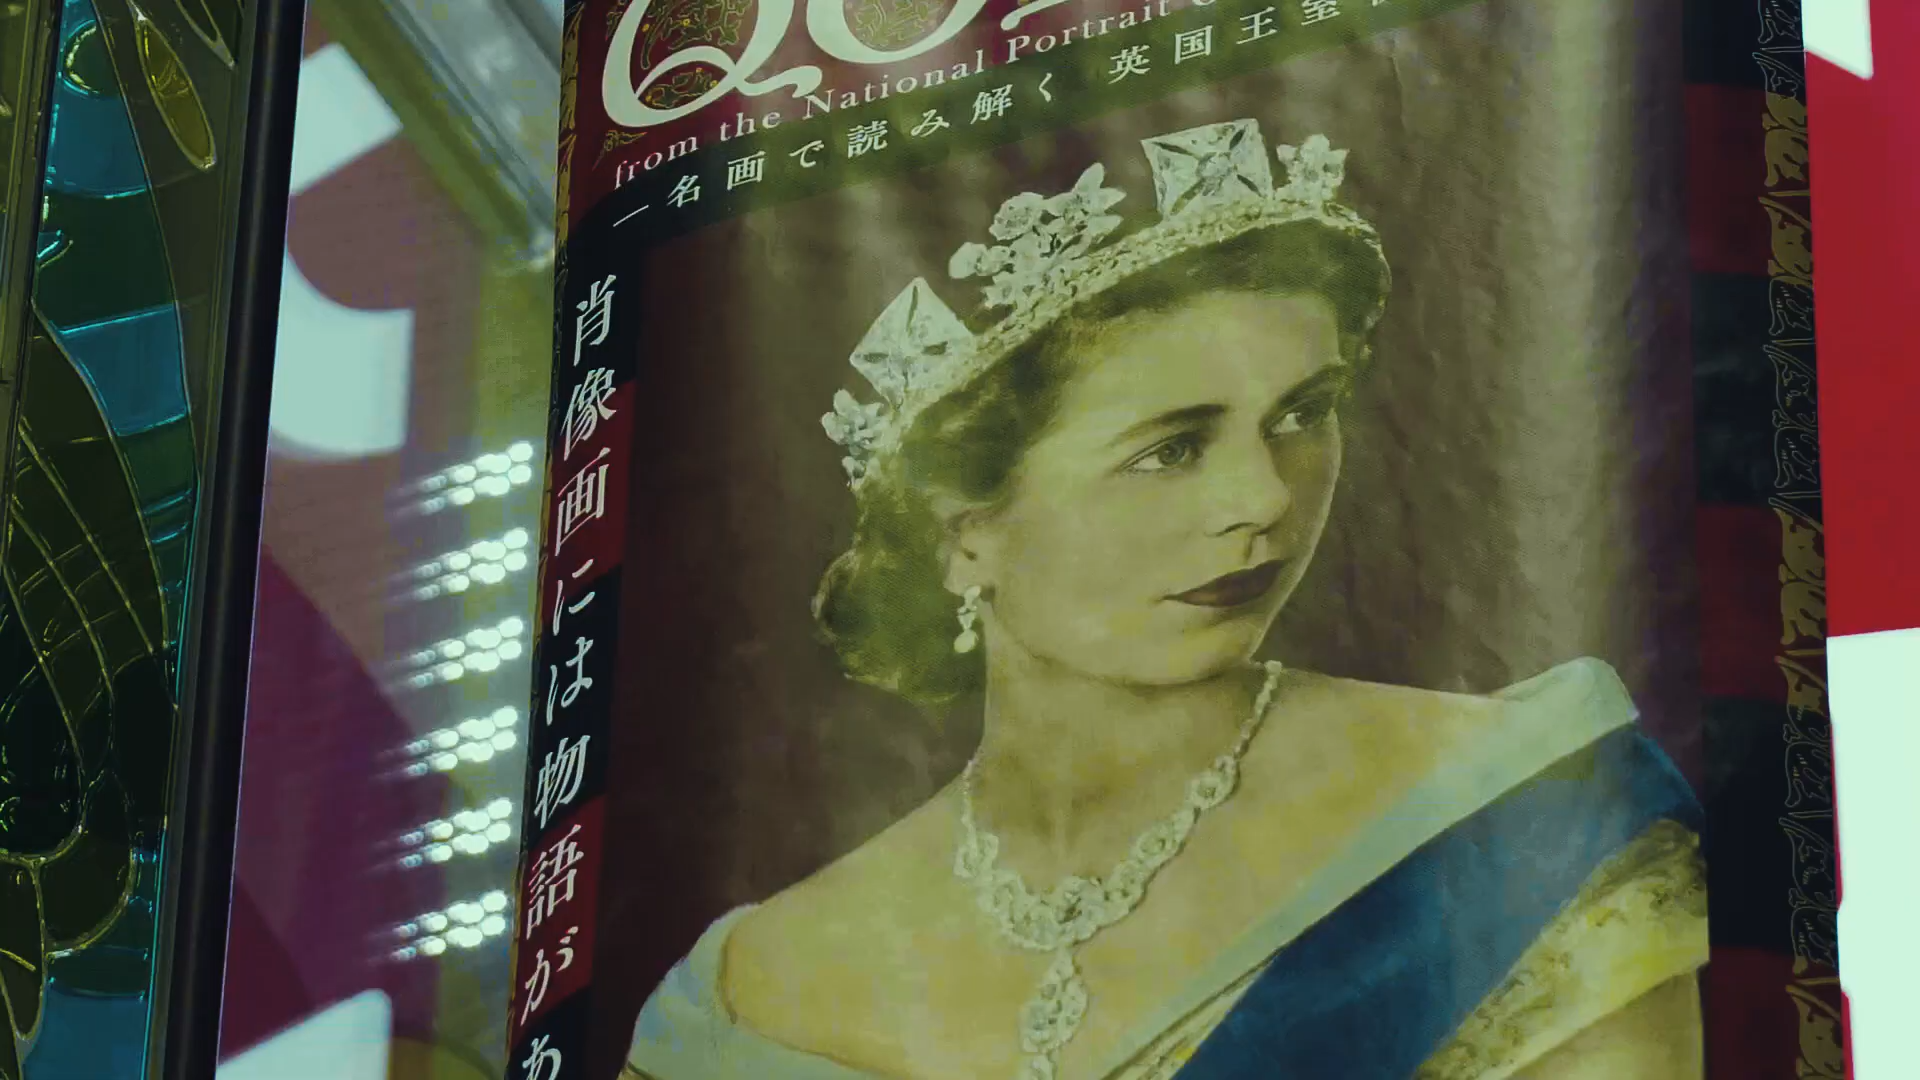 from the National Portrait
―名画で読み解く 英国王室
肖像画には物語があ